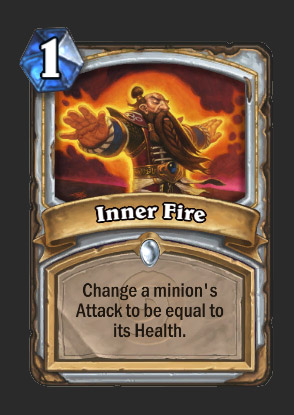 1
Inner Fire
Change a minion's
Attack to be equal to
its Health.